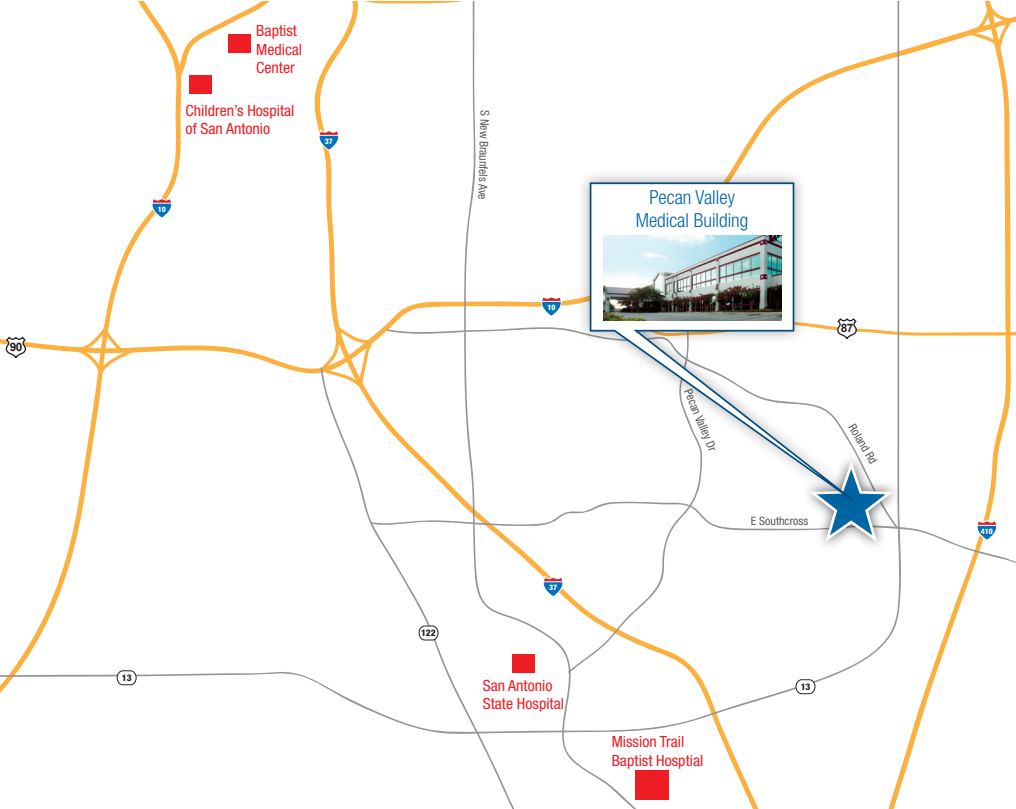 Baptist
Medical
Center
Children's Hospital
of San Antonio
37
S New Braunfels Ave
10
Pecan Valley
Medical Building
10
87
90
Pecan Valley Dr
Roland Rd
E Southcross
410
37
122
13
San Antonio
State Hospital
13
Mission Trail
Baptist Hosptial